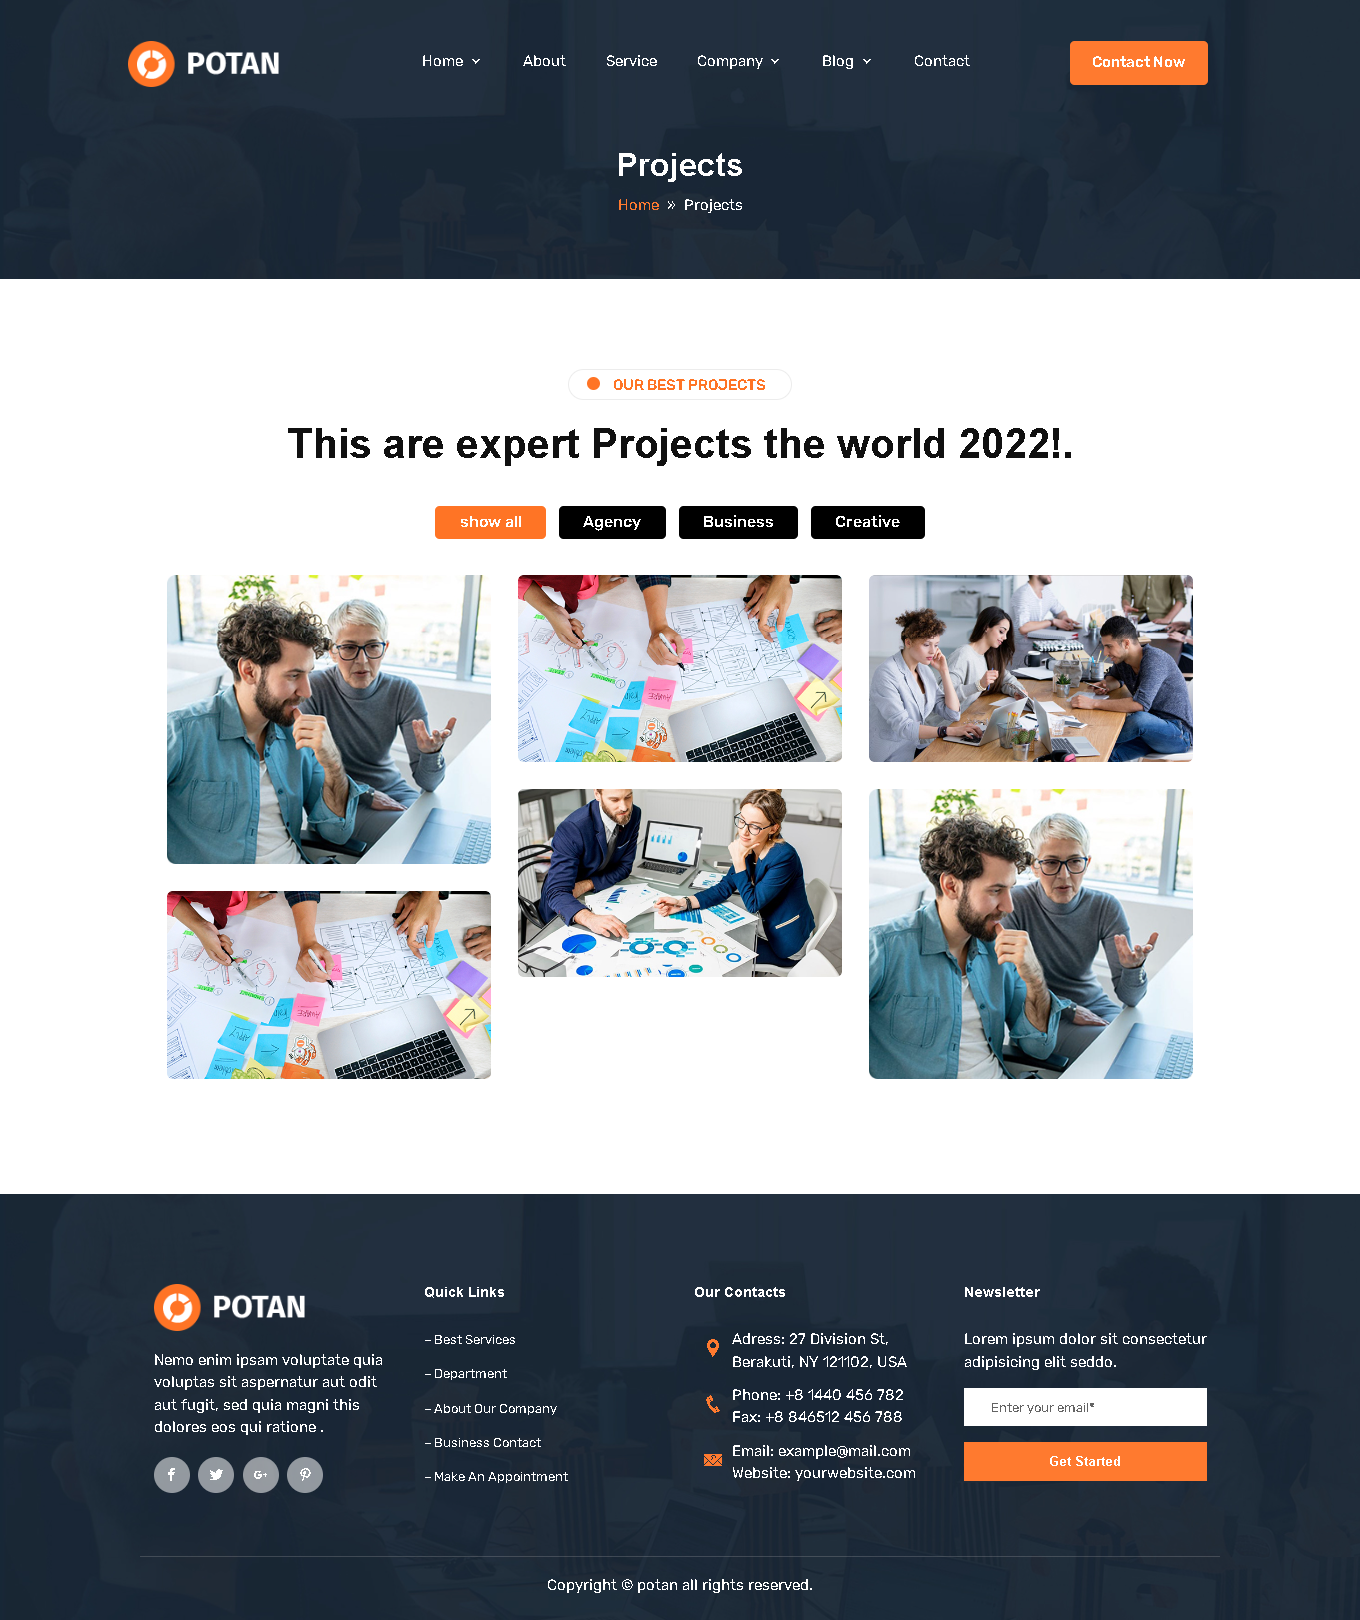 POTAN
Home
About
Service
Company
Blog
Contact
Contact Now
Projects
Home » Projects
OUR BEST PROJECTS
This are expert Projects the world 2022!.
show all
Agency
Business
Creative
POTAN
Nemo enim ipsam voluptate quia
voluptas sit aspernatur aut odit
aut fugit, sed quia magni this
dolores eos qui ratione .
Quick Links
– Best Services
– Department
– About Our Company
– Business Contact
– Make An Appointment
Our Contacts
Adress: 27 Division St,
Berakuti, NY 121102, USA
Phone: +8 1440 456 782
Fax: +8 846512 456 788
Email: example@mail.com
Website: yourwebsite.com
Newsletter
Lorem ipsum dolor sit consectetur
adipisicing elit seddo.
Enter your email*
Get Started
Copyright © potan all rights reserved.